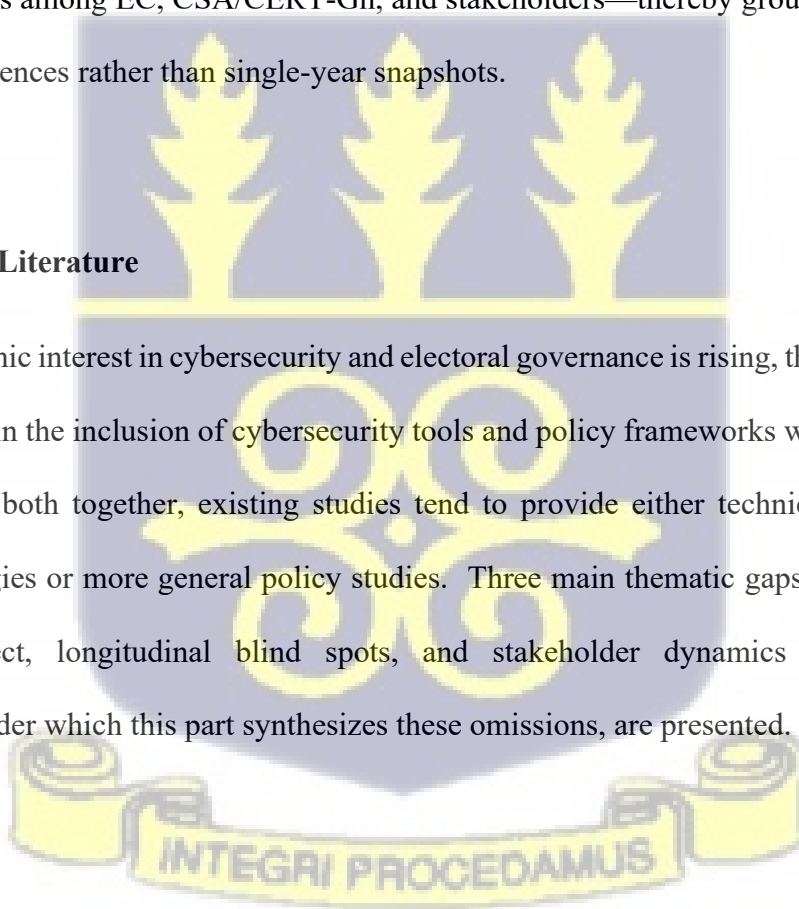 s among EC, CSA/CERT-Gh, and stakeholders—thereby grou
ences rather than single-year snapshots.
Literature
nic interest in cybersecurity and electoral governance is rising, th
in the inclusion of cybersecurity tools and policy frameworks w
both together, existing studies tend to provide either technic
gies or more general policy studies. Three main thematic gaps
ect, longitudinal blind spots, and stakeholder dynamics
der which this part synthesizes these omissions, are presented.
INTEGRI PROCEDAMUS